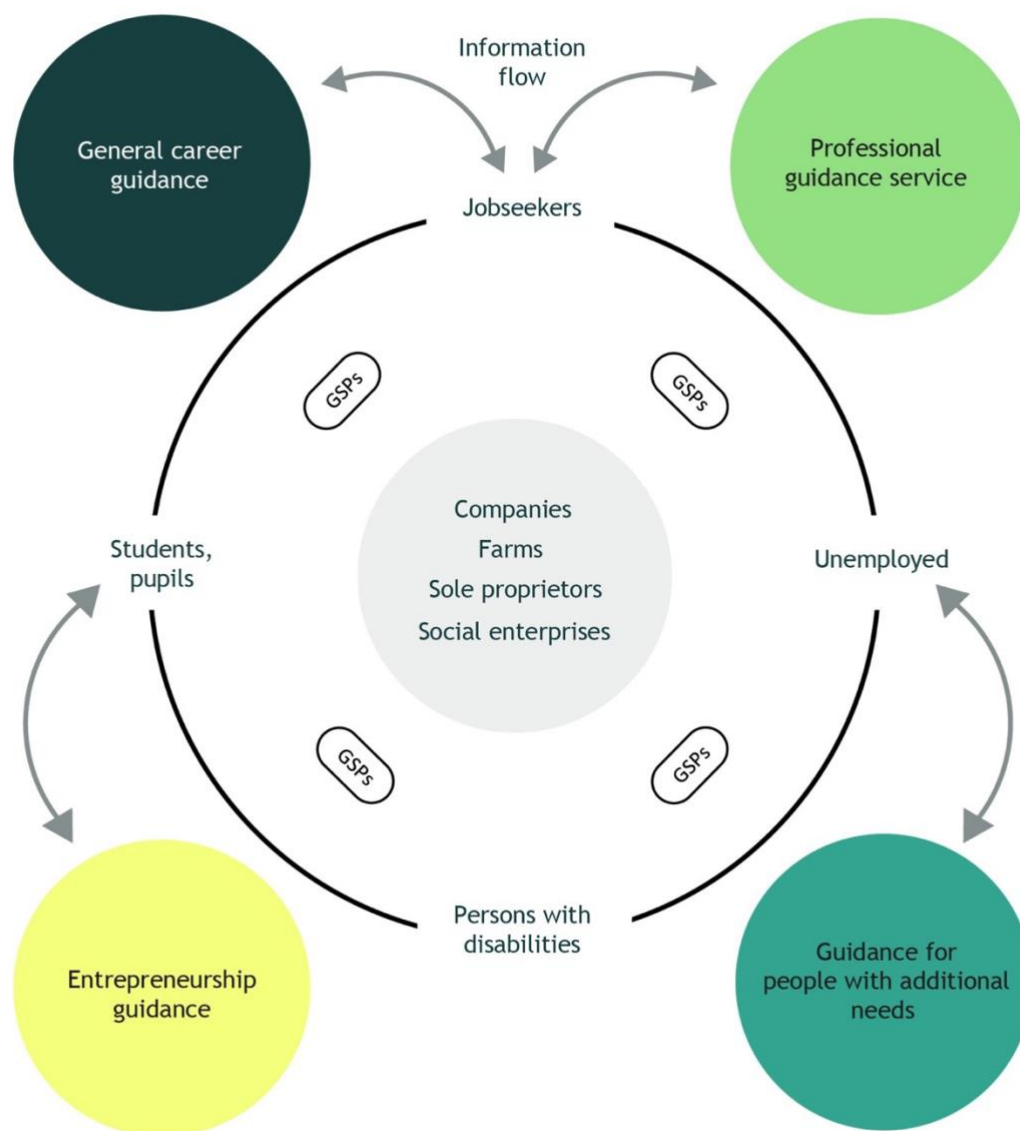 Information
flow
General career
guidance
Professional
guidance service
Jobseekers
GSPs
GSPs
Companies
Farms
Sole proprietors
Social enterprises
Students,
pupils
Unemployed
GSPs
GSPs
Persons with
disabilities
Entrepreneurship
guidance
Guidance for
people with additional
needs